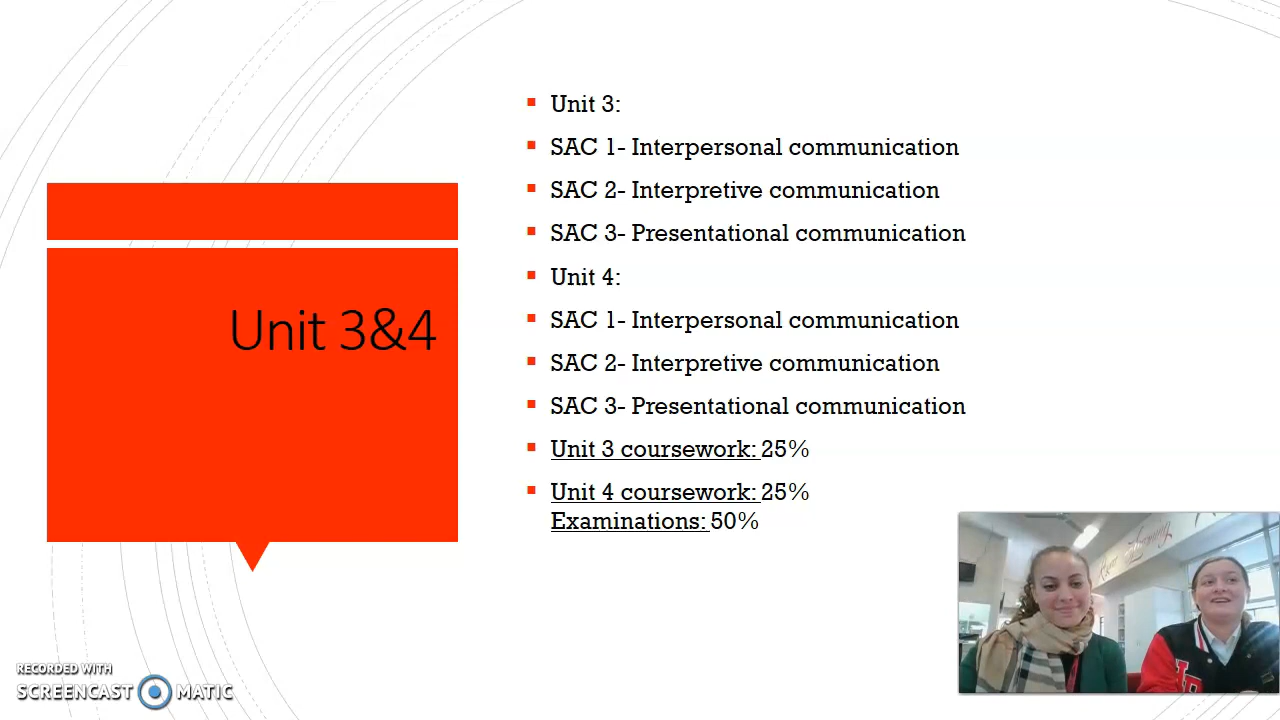 Unit 3&4
Unit 3:
SAC 1- Interpersonal communication
SAC 2- Interpretive communication
SAC 3- Presentational communication
Unit 4:
SAC 1- Interpersonal communication
SAC 2- Interpretive communication
SAC 3- Presentational communication
Unit 3 coursework: 25%
Unit 4 coursework: 25%
Examinations: 50%
RECORDED WITH
SCREENCAST MATIC